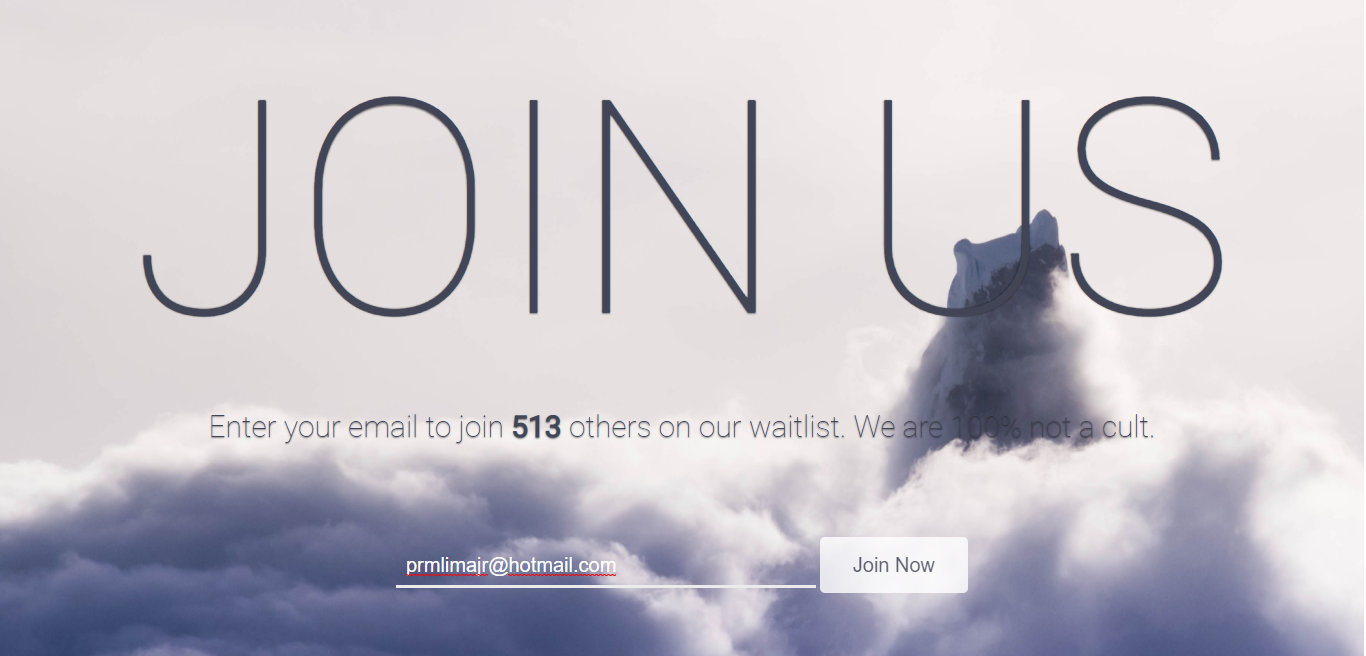 JOIN US
Enter your email to join 513 others on our waitlist. We are 100% not a cult.
prmlimajr@hotmail.com Join Now